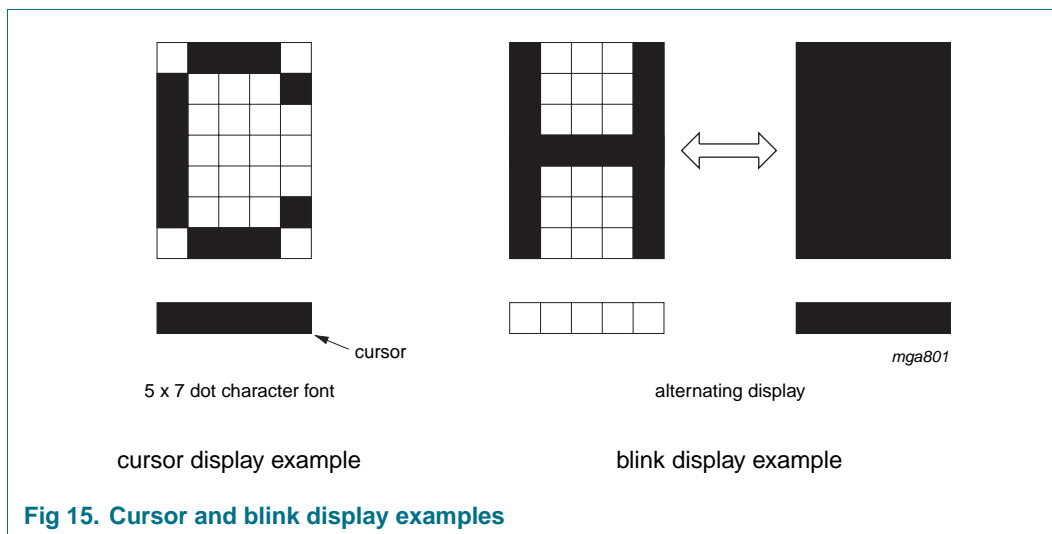 cursor
mga801
5 x 7 dot character font
alternating display
cursor display example
blink display example
Fig 15. Cursor and blink display examples